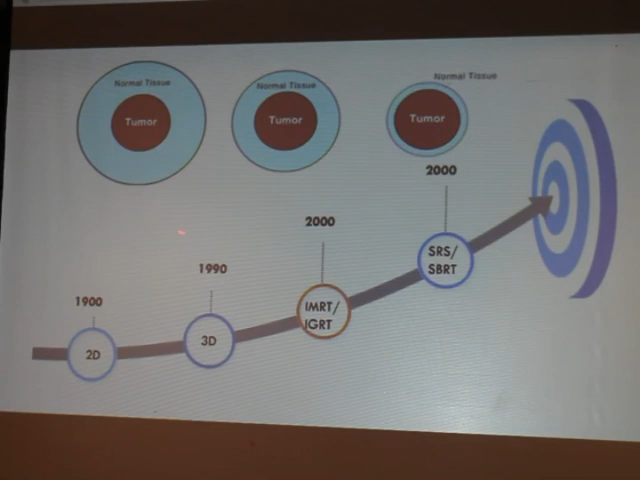 Normal Tissue
Tumor
Normal Tissue
Tumor
Normal Tissue
Tumor
2000
2000
1990
1900
SRS/
SBRT
IMRT/
IGRT
3D
2D